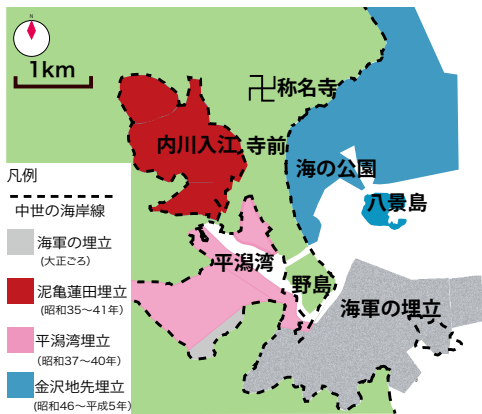 N
1km
卍称名寺
内川入江
寺前
海の公園
八景島
平潟湾
野島
海軍の埋立
凡例
中世の海岸線
海軍の埋立
(大正ごろ)
泥亀蓮田埋立
(昭和35〜41年)
平潟湾埋立
(昭和37〜40年)
金沢地先埋立
(昭和46〜平成5年)